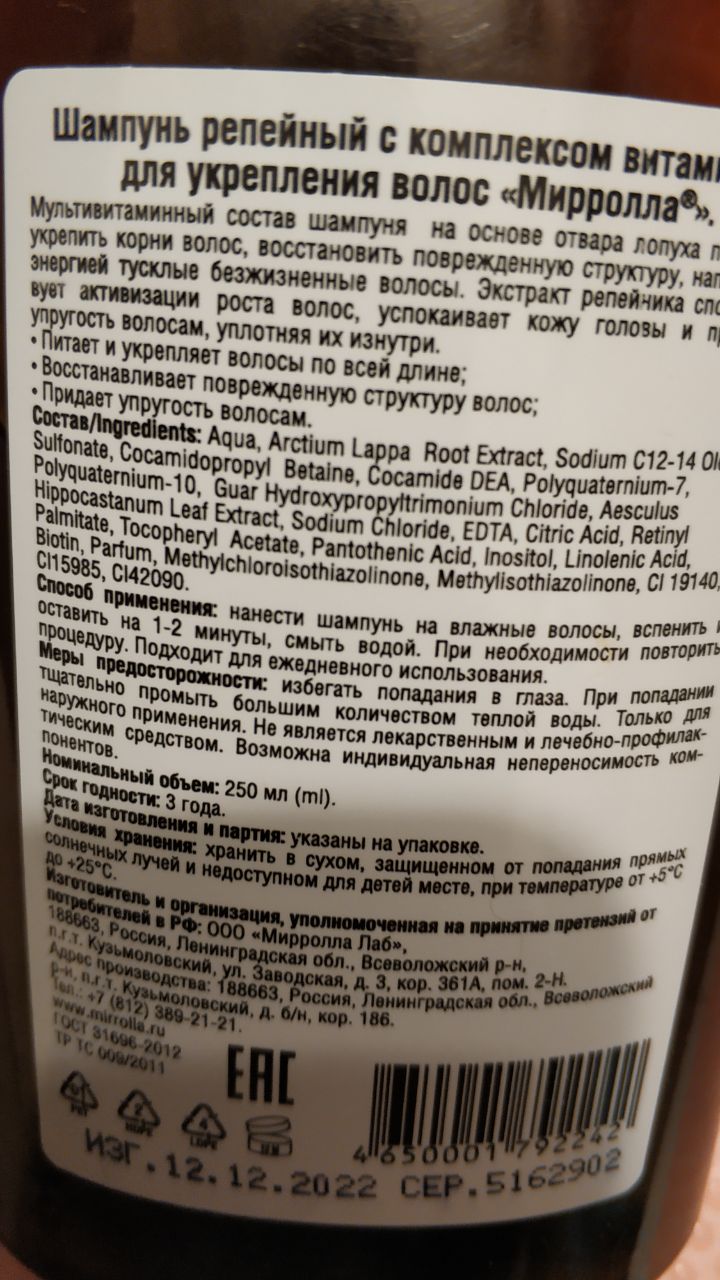 Шампунь репейный с комплексом витам
для укрепления волос «Мирролла®».
Мультивитаминный состав шампуня на основе отвара лопуха п
укрепить корни волос, восстановить поврежденную структуру, нап
энергией тусклые безжизненные волосы. Экстракт репейника спо
вует активизации роста волос, успокаивает кожу головы и пр
упругость волосам, уплотняя их изнутри.
• Питает и укрепляет волосы по всей длине;
• Восстанавливает поврежденную структуру волос;
• Придает упругость волосам.
Состав/Ingredients: Aqua, Arctium Lappa Root Extract, Sodium C12-14 Ole
Sulfonate, Cocamidopropyl Betaine, Cocamide DEA, Polyquaternium-7,
Polyquaternium-10, Guar Hydroxypropyltrimonium Chloride, Aesculus
Hippocastanum Leaf Extract, Sodium Chloride, EDTA, Citric Acid, Retinyl
Palmitate, Tocopheryl Acetate, Pantothenic Acid, Inositol, Linolenic Acid,
Biotin, Parfum, Methylchloroisothiazolinone, Methylisothiazolinone, CI 19140,
CI15985, CI42090.
Способ применения: нанести шампунь на влажные волосы, вспенить и
оставить на 1-2 минуты, смыть водой. При необходимости повторить
процедуру. Подходит для ежедневного использования.
Меры предосторожности: избегать попадания в глаза. При попадании
тщательно промыть большим количеством теплой воды. Только для
наружного применения. Не является лекарственным и лечебно-профилак-
тическим средством. Возможна индивидуальная непереносимость ком-
понентов.
Номинальный объем: 250 мл (ml).
Срок годности: 3 года.
Дата изготовления и партия: указаны на упаковке.
Условия хранения: хранить в сухом, защищенном от попадания прямых
солнечных лучей и недоступном для детей месте, при температуре от +5°С
до +25°С.
Изготовитель и организация, уполномоченная на принятие претензий от
потребителей в РФ: ООО «Мирролла Лаб»,
188663, Россия, Ленинградская обл., Всеволожский р-н,
п.г.т. Кузьмоловский, ул. Заводская, д. 3, кор. 361А, пом. 2-Н.
Адрес производства: 188663, Россия, Ленинградская обл., Всеволожский
р-н, п.г.т. Кузьмоловский, д. б/н, кор. 186.
Тел.: +7 (812) 389-21-21.
www.mirrolla.ru
ГОСТ 31696-2012
ТР ТС 009/2011
ЕАС
4 650001 792242
ИЗГ.12.12.2022 СЕР.5162902